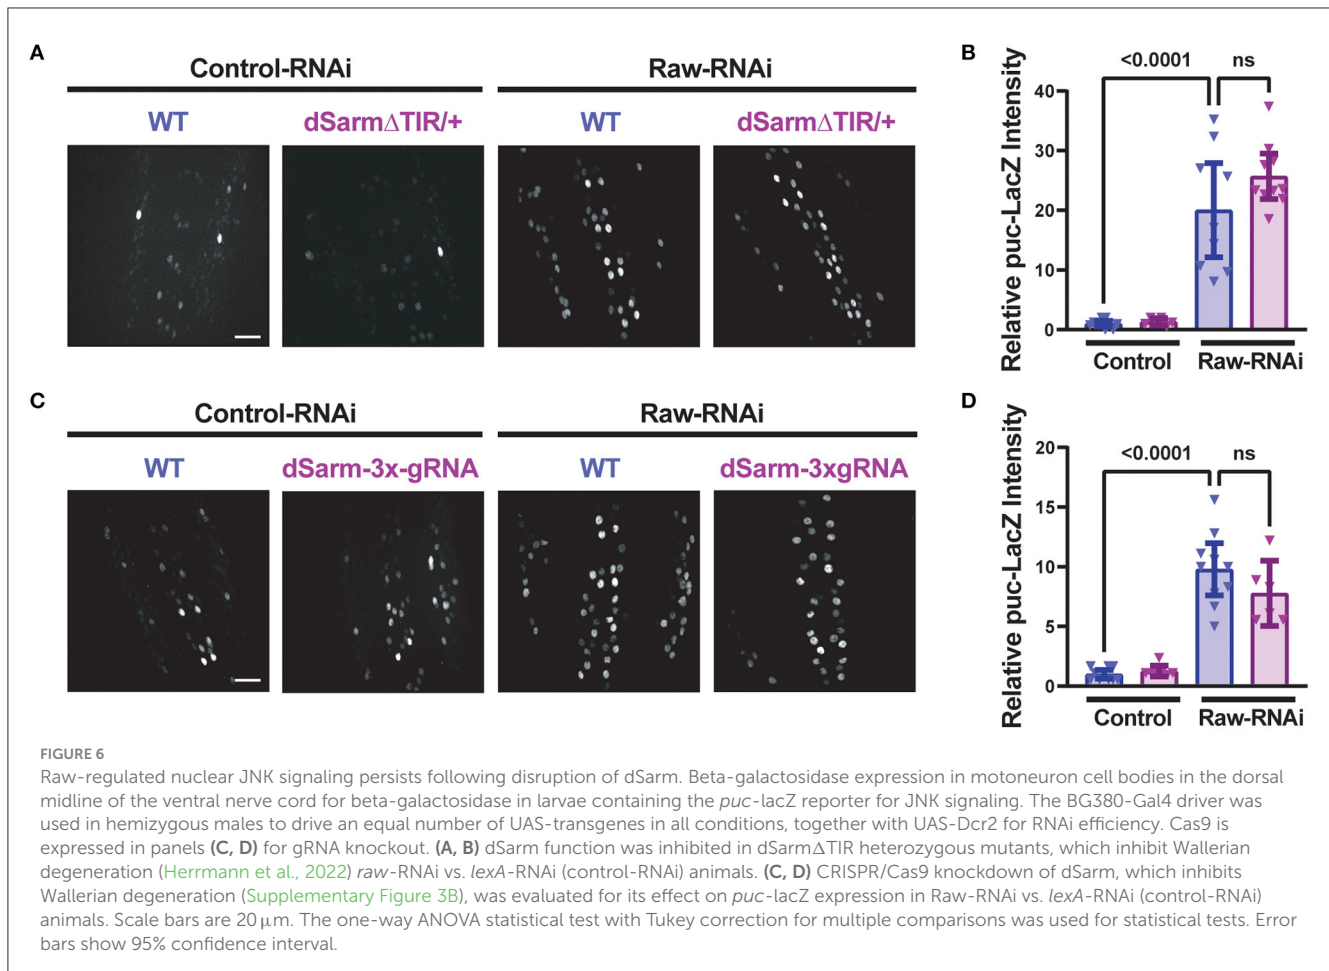 A
Control-RNAi
Raw-RNAi
WT
dSarmΔTIR/+
WT
dSarmΔTIR/+
B
<0.0001
ns
Relative puc-LacZ Intensity
40
30
20
10
0
Control
Raw-RNAi
C
Control-RNAi
Raw-RNAi
WT
dSarm-3x-gRNA
WT
dSarm-3xgRNA
D
<0.0001
ns
Relative puc-LacZ Intensity
20
15
10
5
0
Control
Raw-RNAi
FIGURE 6
Raw-regulated nuclear JNK signaling persists following disruption of dSarm. Beta-galactosidase expression in motoneuron cell bodies in the dorsal
midline of the ventral nerve cord for beta-galactosidase in larvae containing the puc-lacZ reporter for JNK signaling. The BG380-Gal4 driver was
used in hemizygous males to drive an equal number of UAS-transgenes in all conditions, together with UAS-Dcr2 for RNAi efficiency. Cas9 is
expressed in panels (C, D) for gRNA knockout. (A, B) dSarm function was inhibited in dSarmΔTIR heterozygous mutants, which inhibit Wallerian
degeneration (Herrmann et al., 2022) raw-RNAi vs. lexA-RNAi (control-RNAi) animals. (C, D) CRISPR/Cas9 knockdown of dSarm, which inhibits
Wallerian degeneration (Supplementary Figure 3B), was evaluated for its effect on puc-lacZ expression in Raw-RNAi vs. lexA-RNAi (control-RNAi)
animals. Scale bars are 20 μm. The one-way ANOVA statistical test with Tukey correction for multiple comparisons was used for statistical tests. Error
bars show 95% confidence interval.